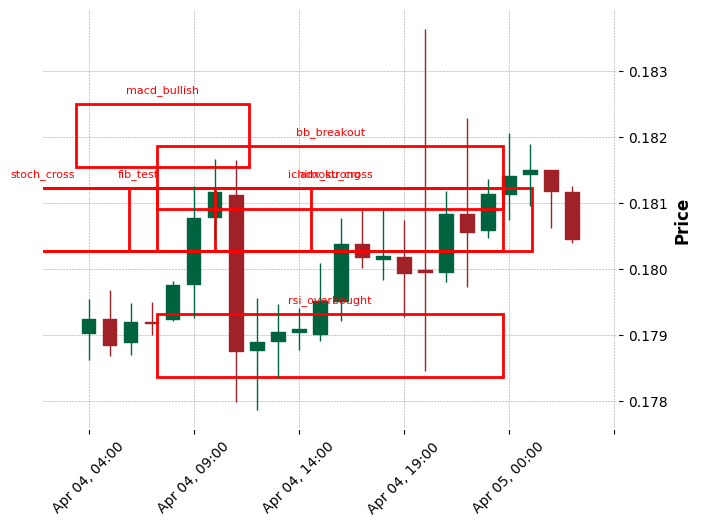 macd_bullish
bb_breakout
stoch_cross
fib_test
rsi_overbought
0.183
0.182
0.181
0.180
0.179
0.178
Price
Apr 04, 04:00
Apr 04, 09:00
Apr 04, 14:00
Apr 04, 19:00
Apr 05, 00:00